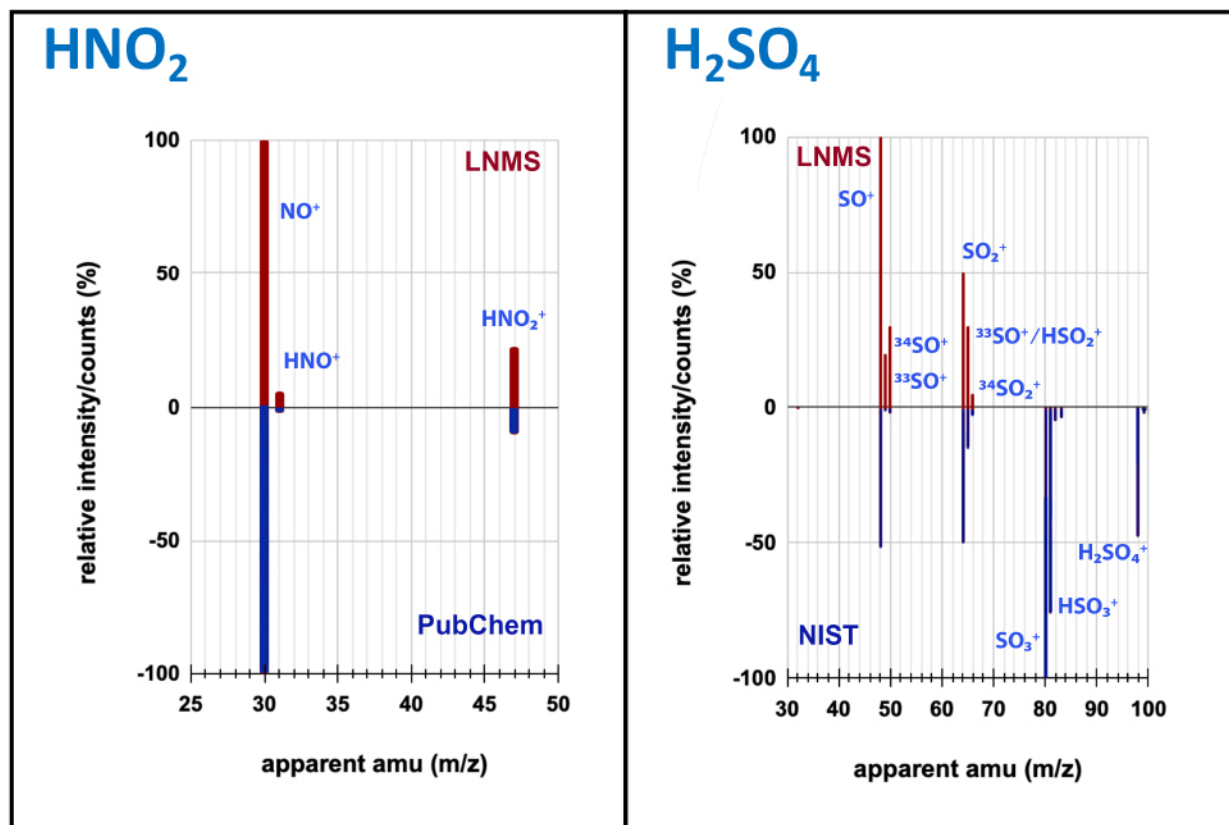 HNO₂
LNMS
NO⁺
HNO⁺
HNO₂⁺
PubChem
100
50
0
-50
-100
25 30 35 40 45 50
relative intensity/counts (%)
apparent amu (m/z)
H₂SO₄
LNMS
SO⁺
SO₂⁺
³⁴SO⁺
³³SO⁺/HSO₂⁺
³³SO⁺
³⁴SO₂⁺
H₂SO₄⁺
HSO₃⁺
SO₃⁺
NIST
100
50
0
-50
-100
30 40 50 60 70 80 90 100
relative intensity/counts (%)
apparent amu (m/z)